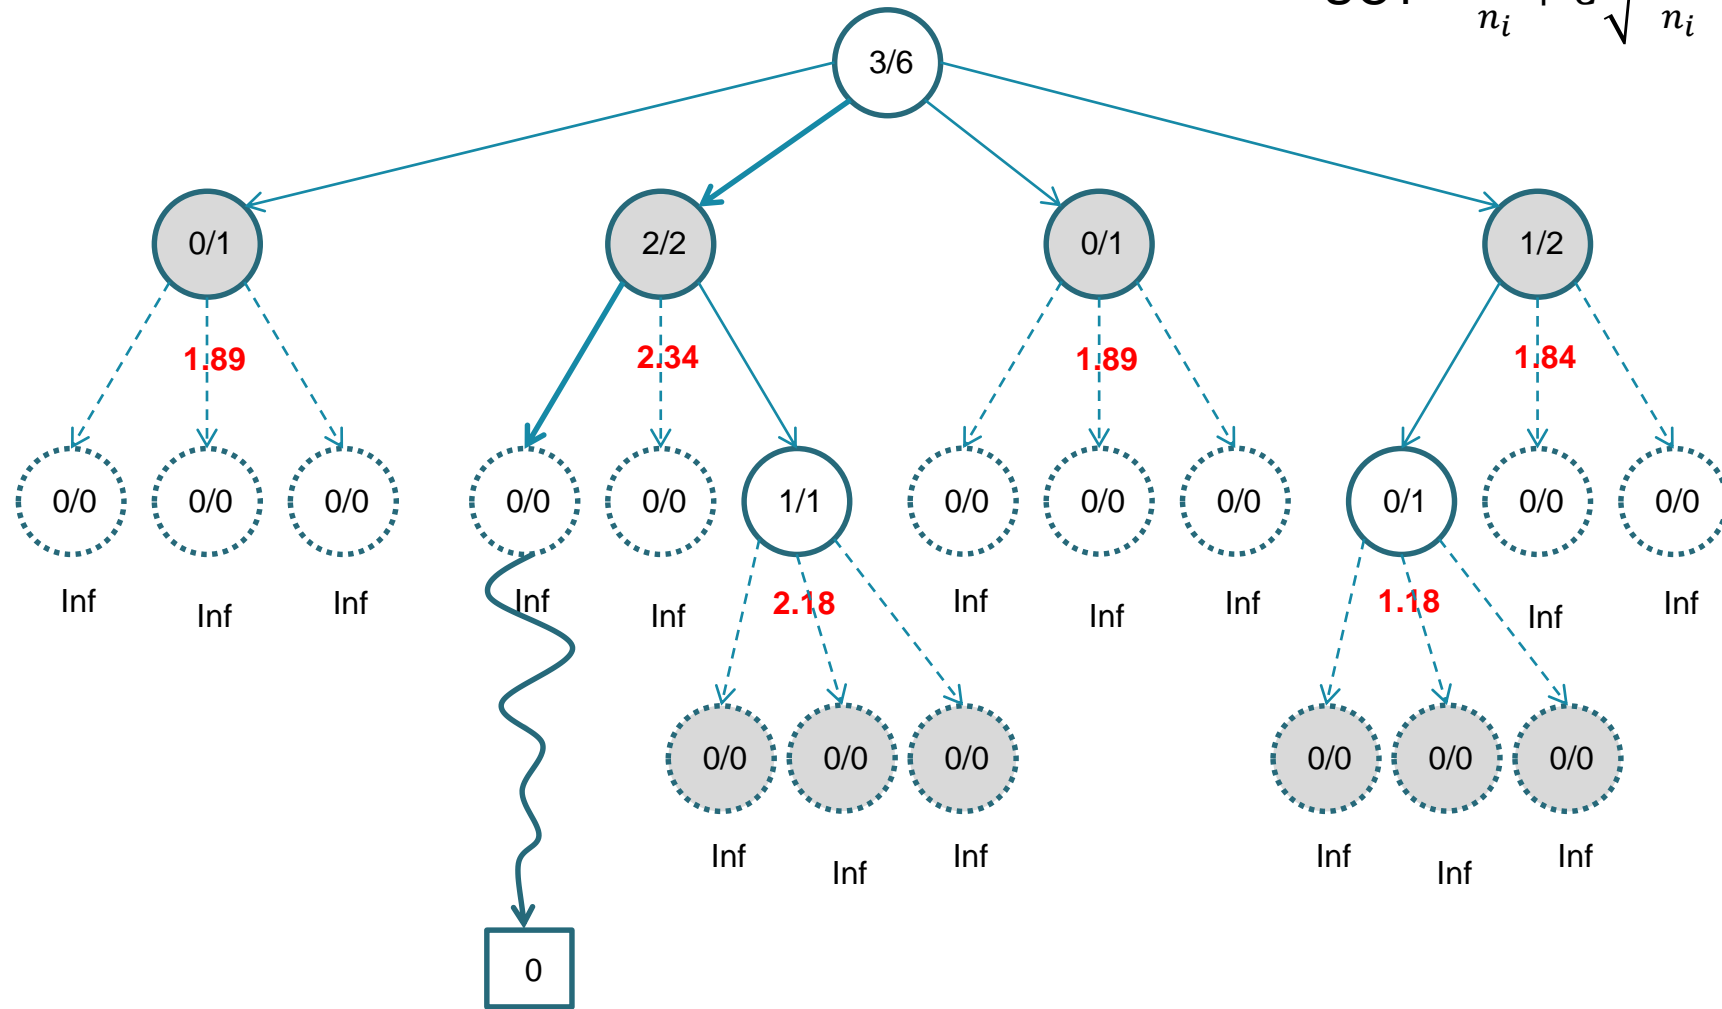 n_i n_i
3/6
0/1 2/2 0/1 1/2
1.89 2.34 1.89 1.84
0/0 0/0 0/0 0/0 0/0 1/1 0/0 0/0 0/0 0/1 0/0 0/0
Inf Inf Inf Inf Inf 2.18 Inf Inf Inf 1.18 Inf Inf
0/0 0/0 0/0 0/0 0/0 0/0
Inf Inf Inf Inf Inf Inf
0